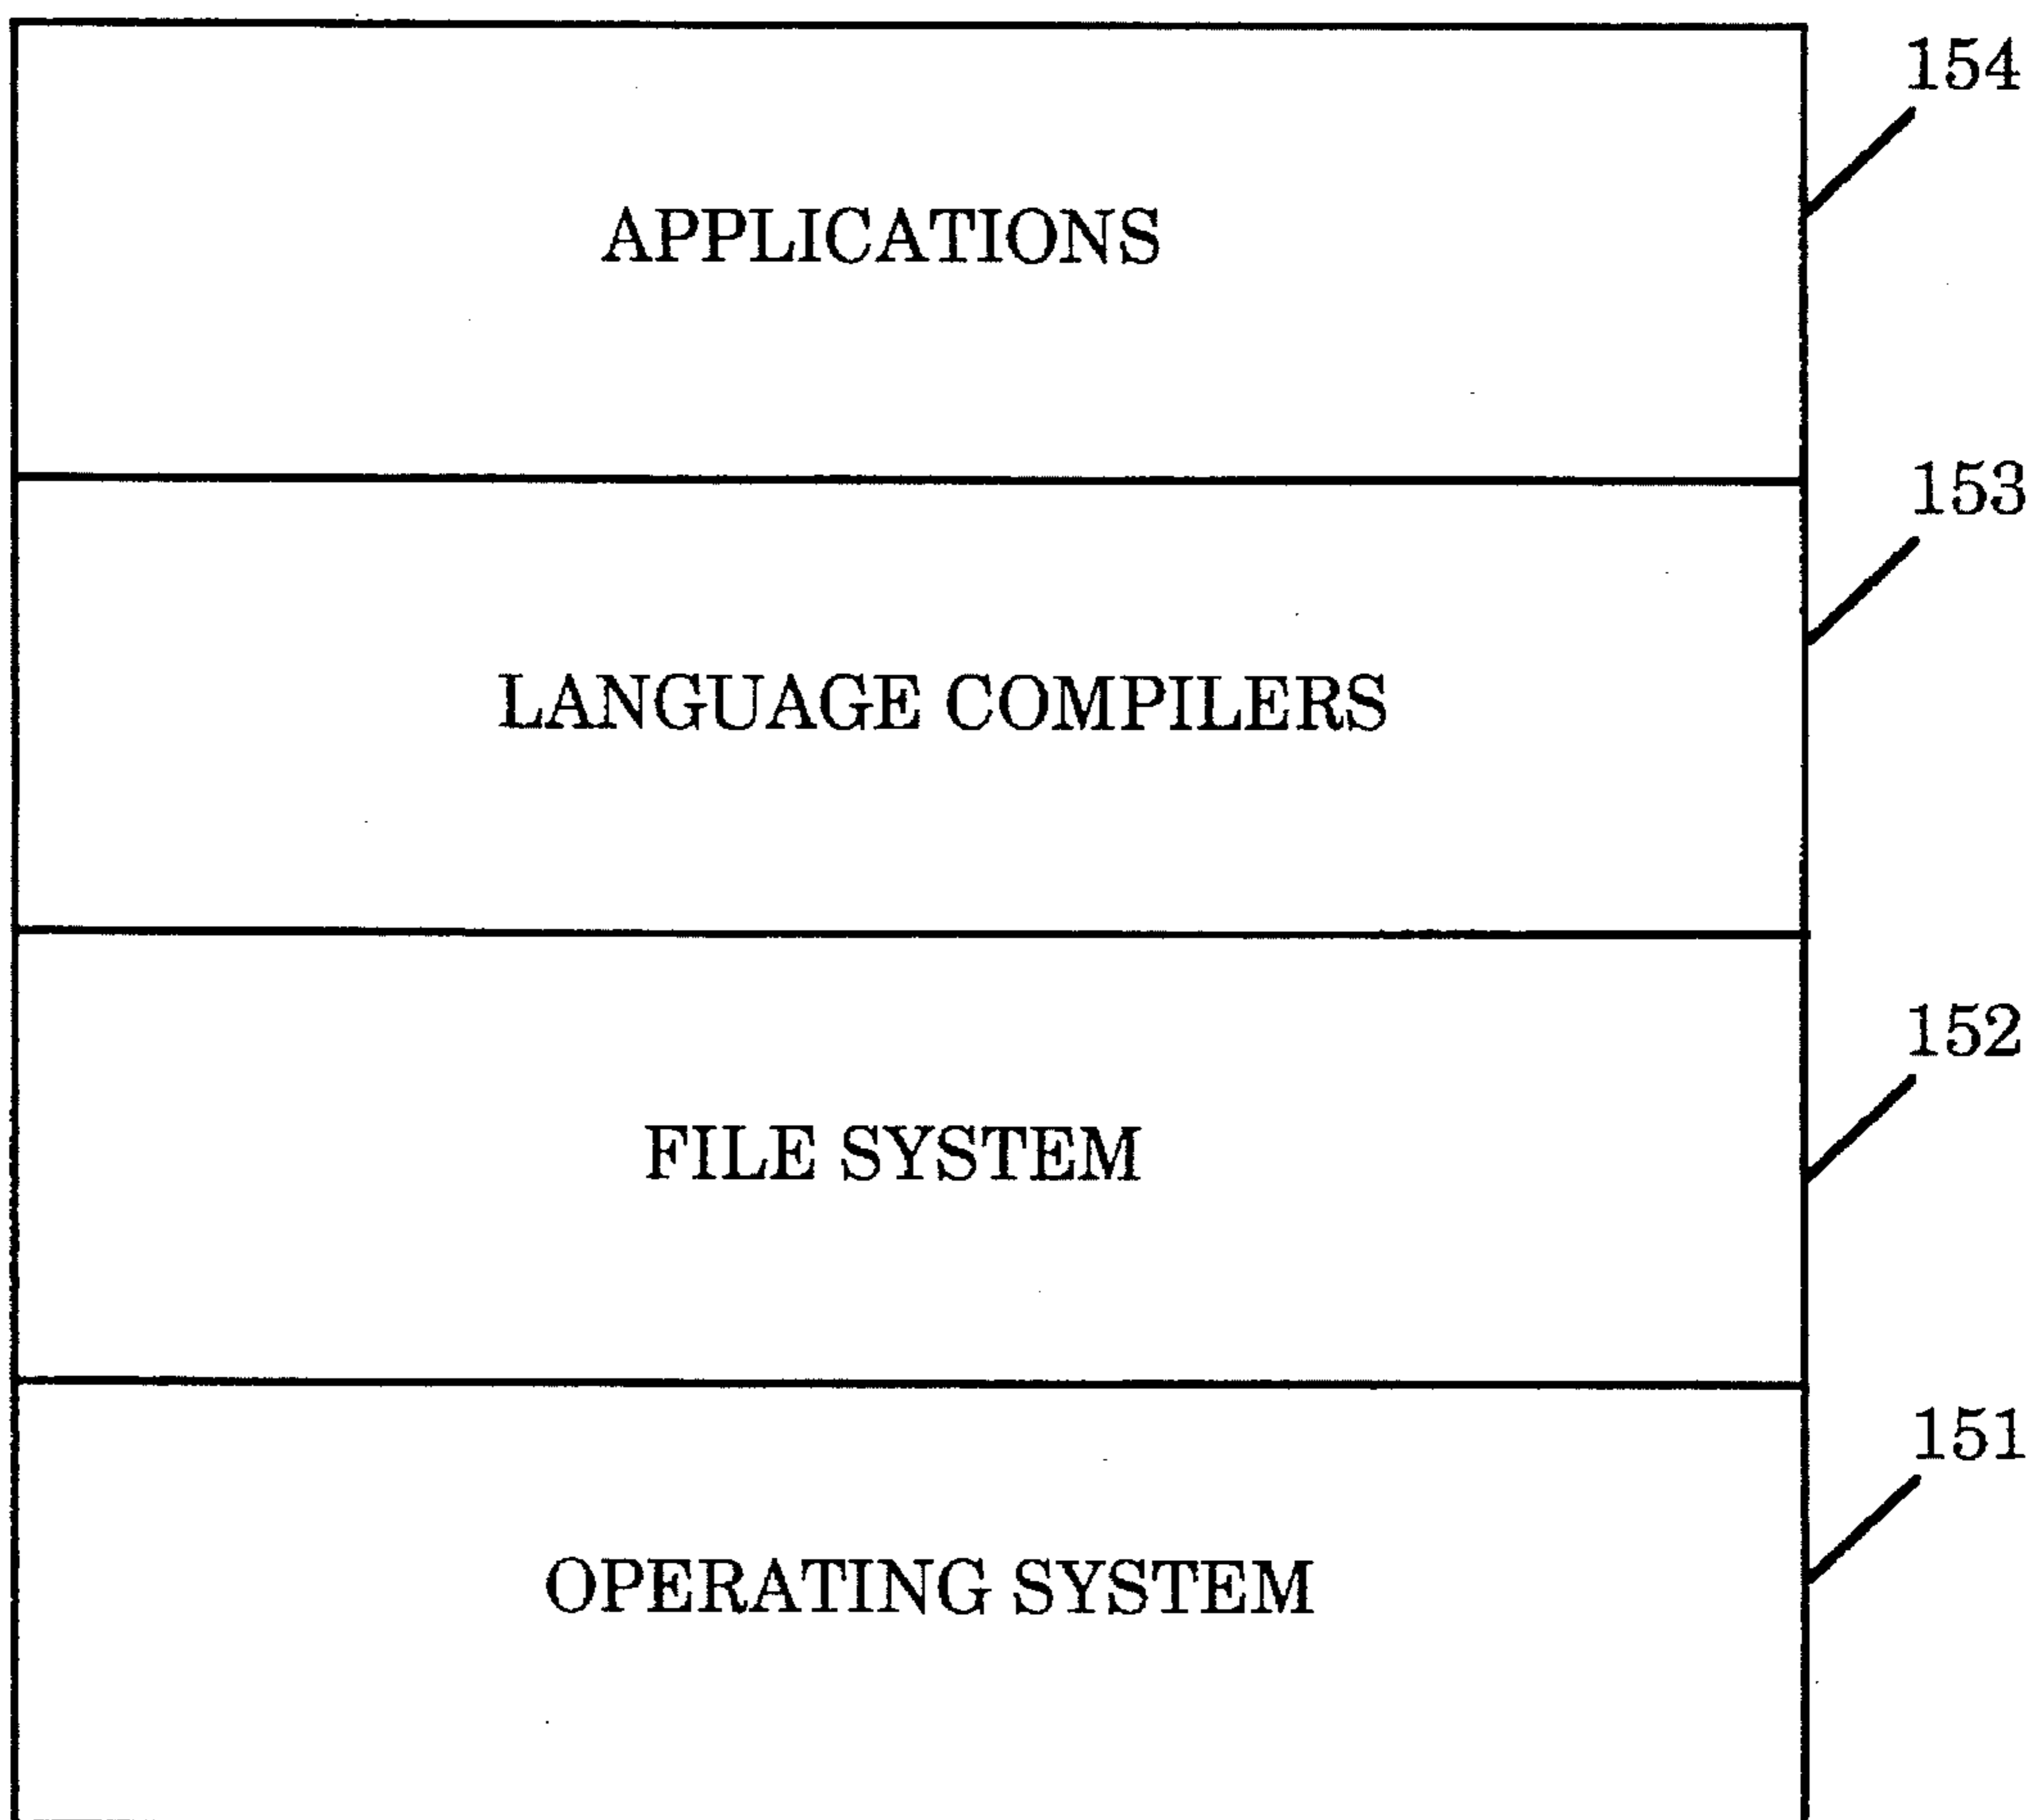 154
APPLICATIONS
153
LANGUAGE COMPILERS
152
FILE SYSTEM
151
OPERATING SYSTEM